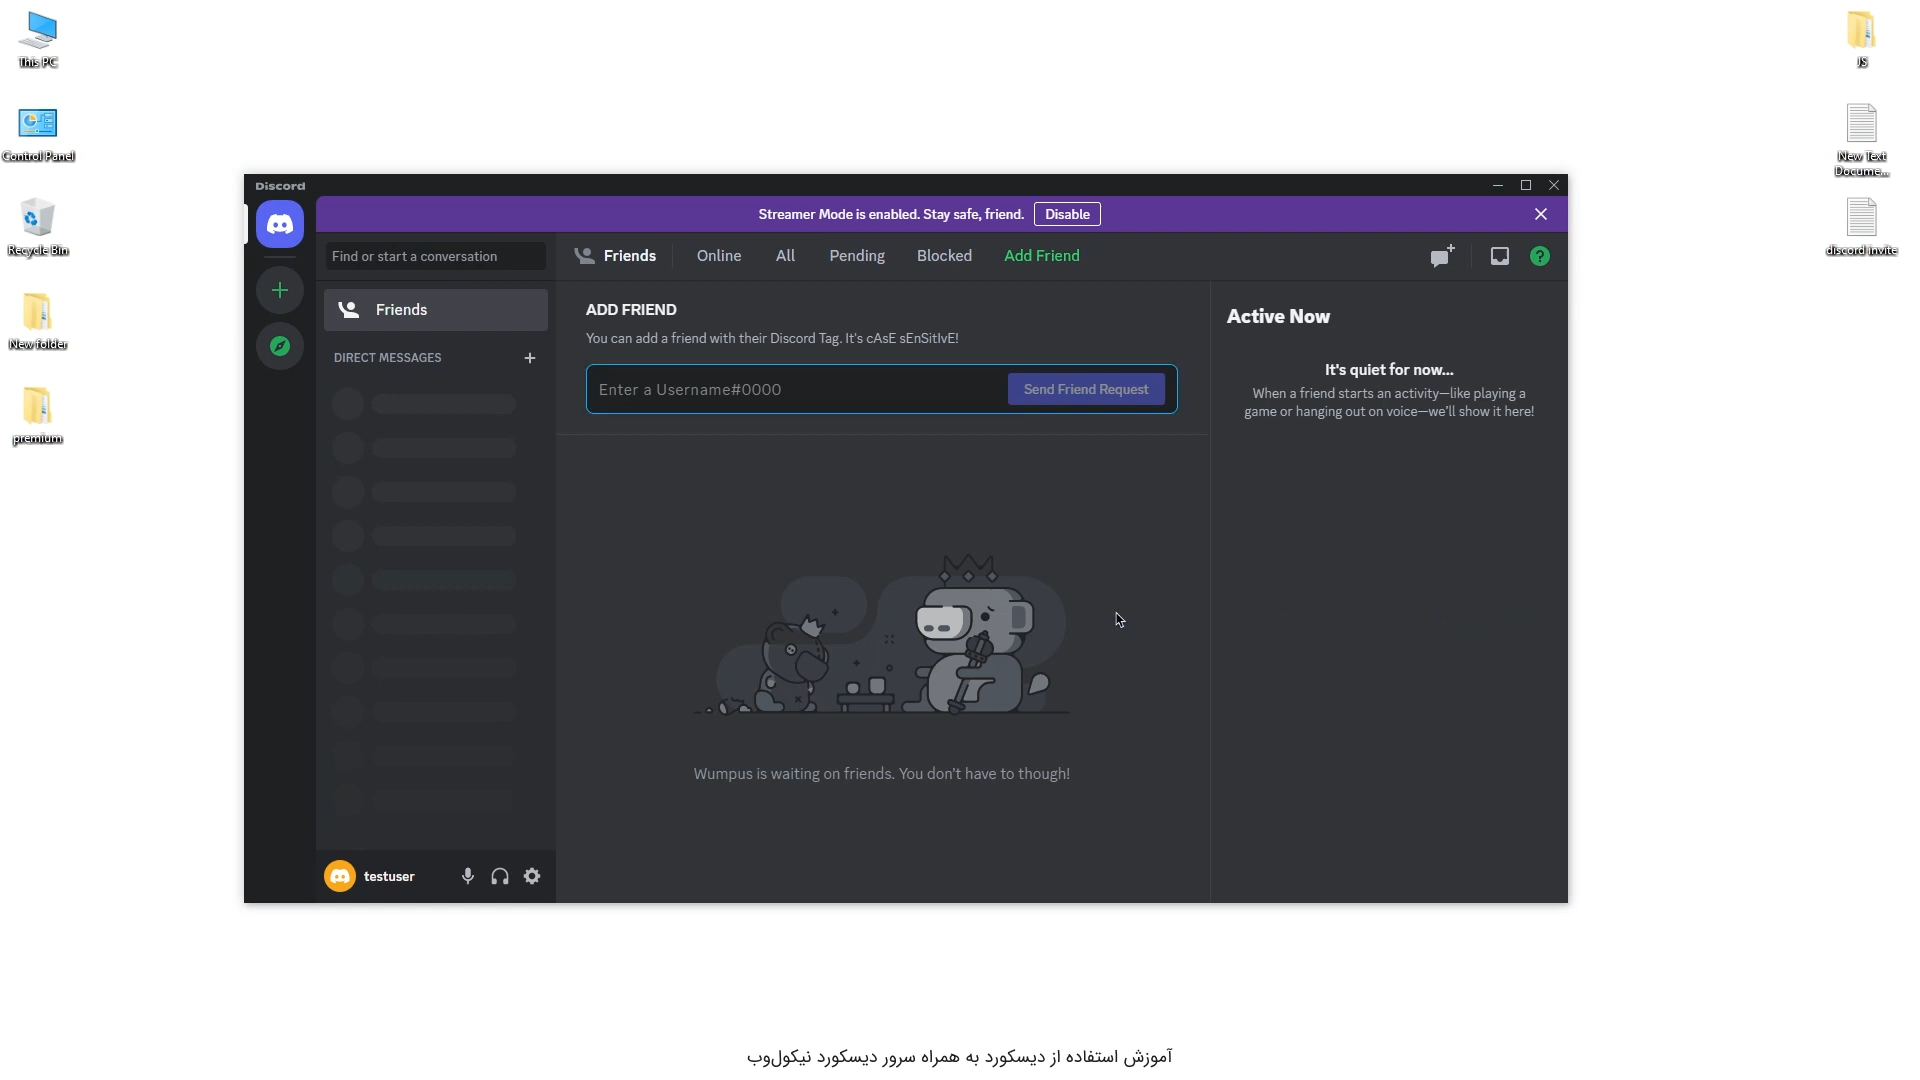 This PC
Control Panel
Recycle Bin
New folder
premium
JS
New Text
Docume...
discord invite
Discord
Streamer Mode is enabled. Stay safe, friend.
Disable
Find or start a conversation
Friends
Online
All
Pending
Blocked
Add Friend
Friends
DIRECT MESSAGES
ADD FRIEND
You can add a friend with their Discord Tag. It's cAsE sEnSitIvE!
Enter a Username#0000
Send Friend Request
Wumpus is waiting on friends. You don't have to though!
Active Now
It's quiet for now...
When a friend starts an activity—like playing a
game or hanging out on voice—we'll show it here!
testuser
آموزش استفاده از دیسکورد به همراه سرور دیسکورد نیکول‌وب